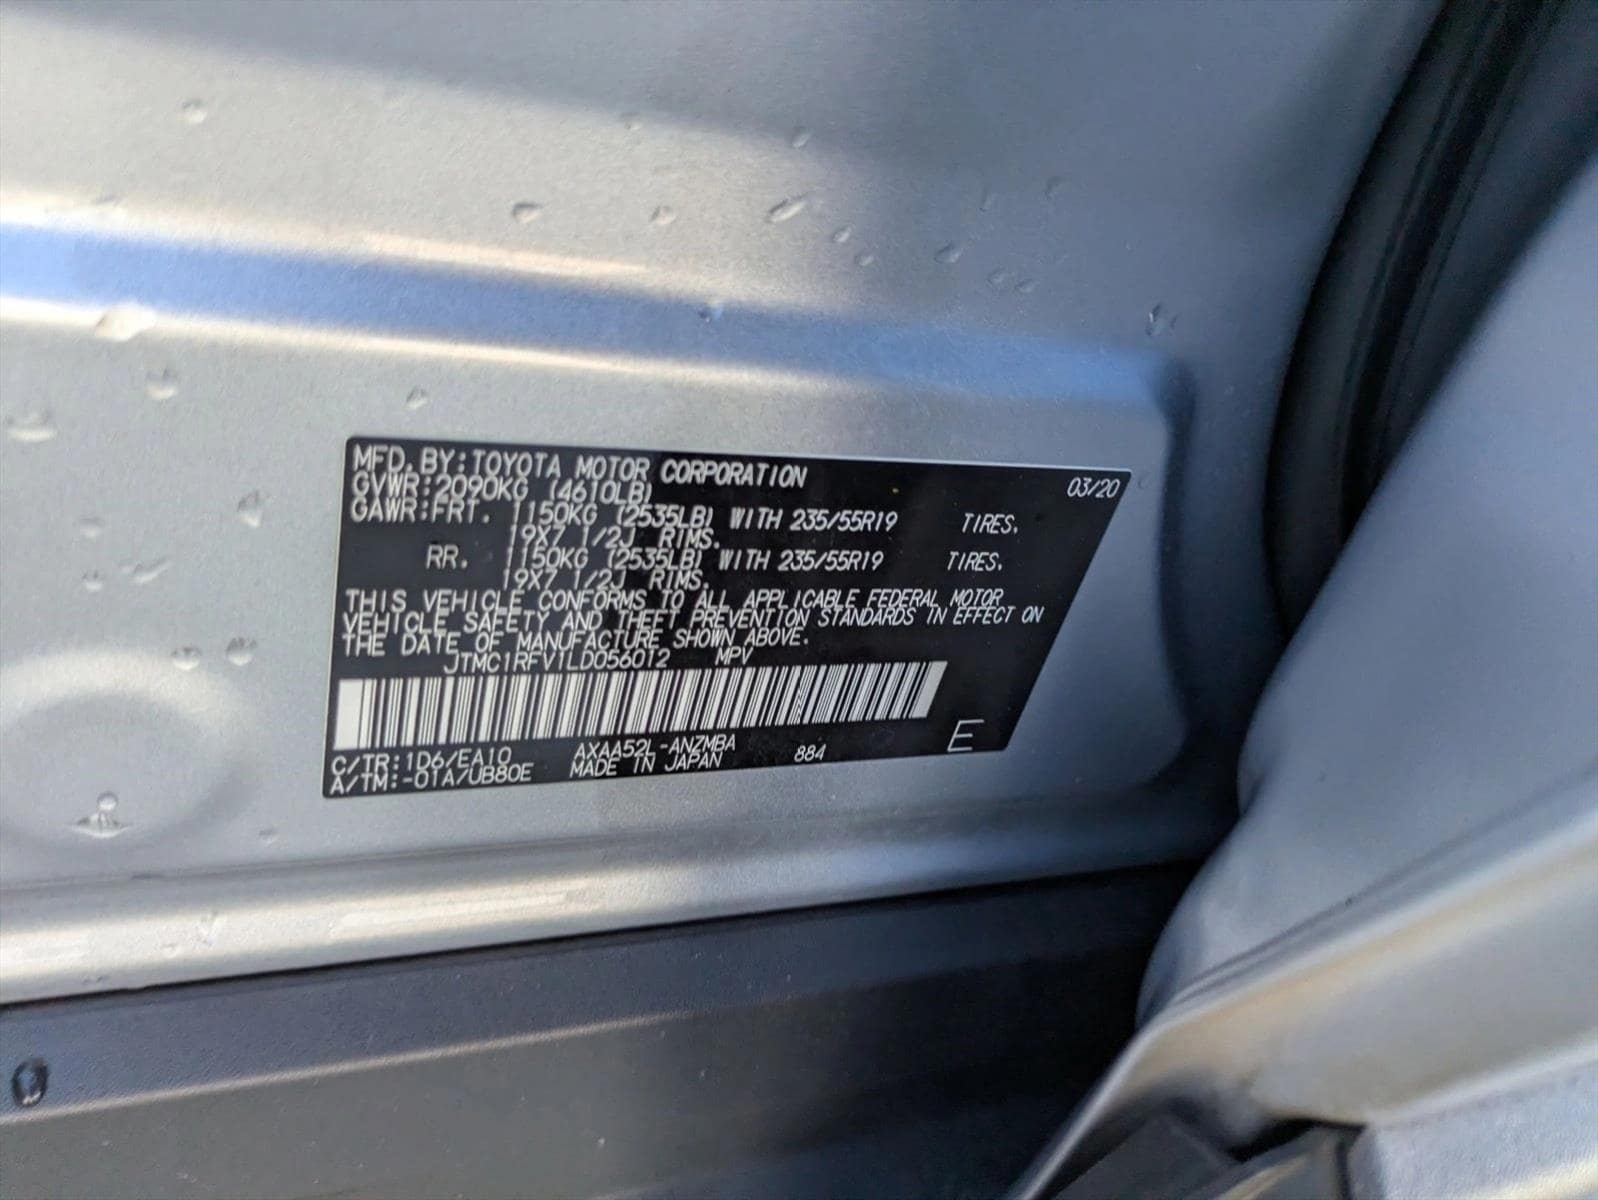 MFD. BY:TOYOTA MOTOR CORPORATION 03/20
GVWR:2090KG (4610LB)
GAWR:FRT. 1150KG (2535LB) WITH 235/55R19 TIRES,
19X7 1/2J RIMS.
RR. 1150KG (2535LB) WITH 235/55R19 TIRES,
19X7 1/2J RIMS.
THIS VEHICLE CONFORMS TO ALL APPLICABLE FEDERAL MOTOR
VEHICLE SAFETY AND THEFT PREVENTION STANDARDS IN EFFECT ON
THE DATE OF MANUFACTURE SHOWN ABOVE.
JTMC1RFV1LD056012 MPV
C/TR:1D6/EA10 AXAA52L-ANZMBA 884 E
A/TM:-01A/UB80E MADE IN JAPAN